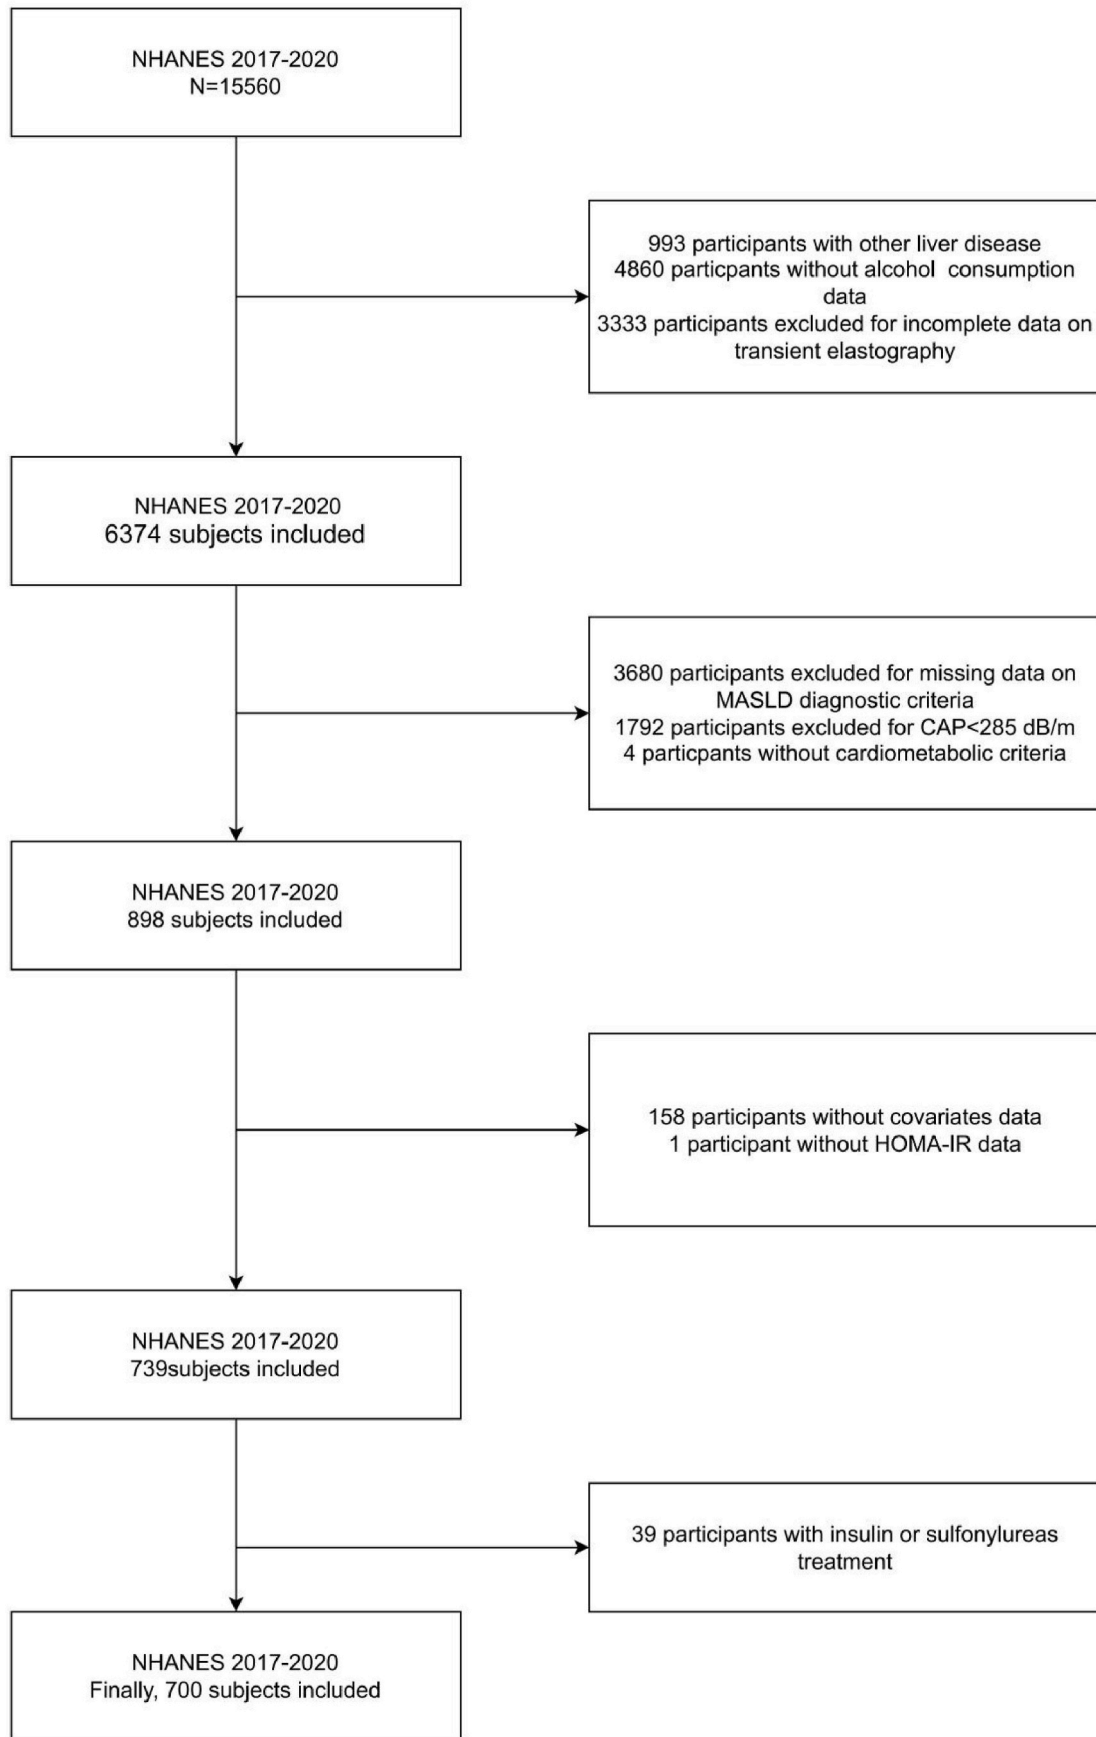 NHANES 2017-2020
N=15560
993 participants with other liver disease
4860 particpants without alcohol consumption
data
3333 participants excluded for incomplete data on
transient elastography
NHANES 2017-2020
6374 subjects included
3680 participants excluded for missing data on
MASLD diagnostic criteria
1792 participants excluded for CAP<285 dB/m
4 particpants without cardiometabolic criteria
NHANES 2017-2020
898 subjects included
158 participants without covariates data
1 participant without HOMA-IR data
NHANES 2017-2020
739subjects included
39 participants with insulin or sulfonylureas
treatment
NHANES 2017-2020
Finally, 700 subjects included